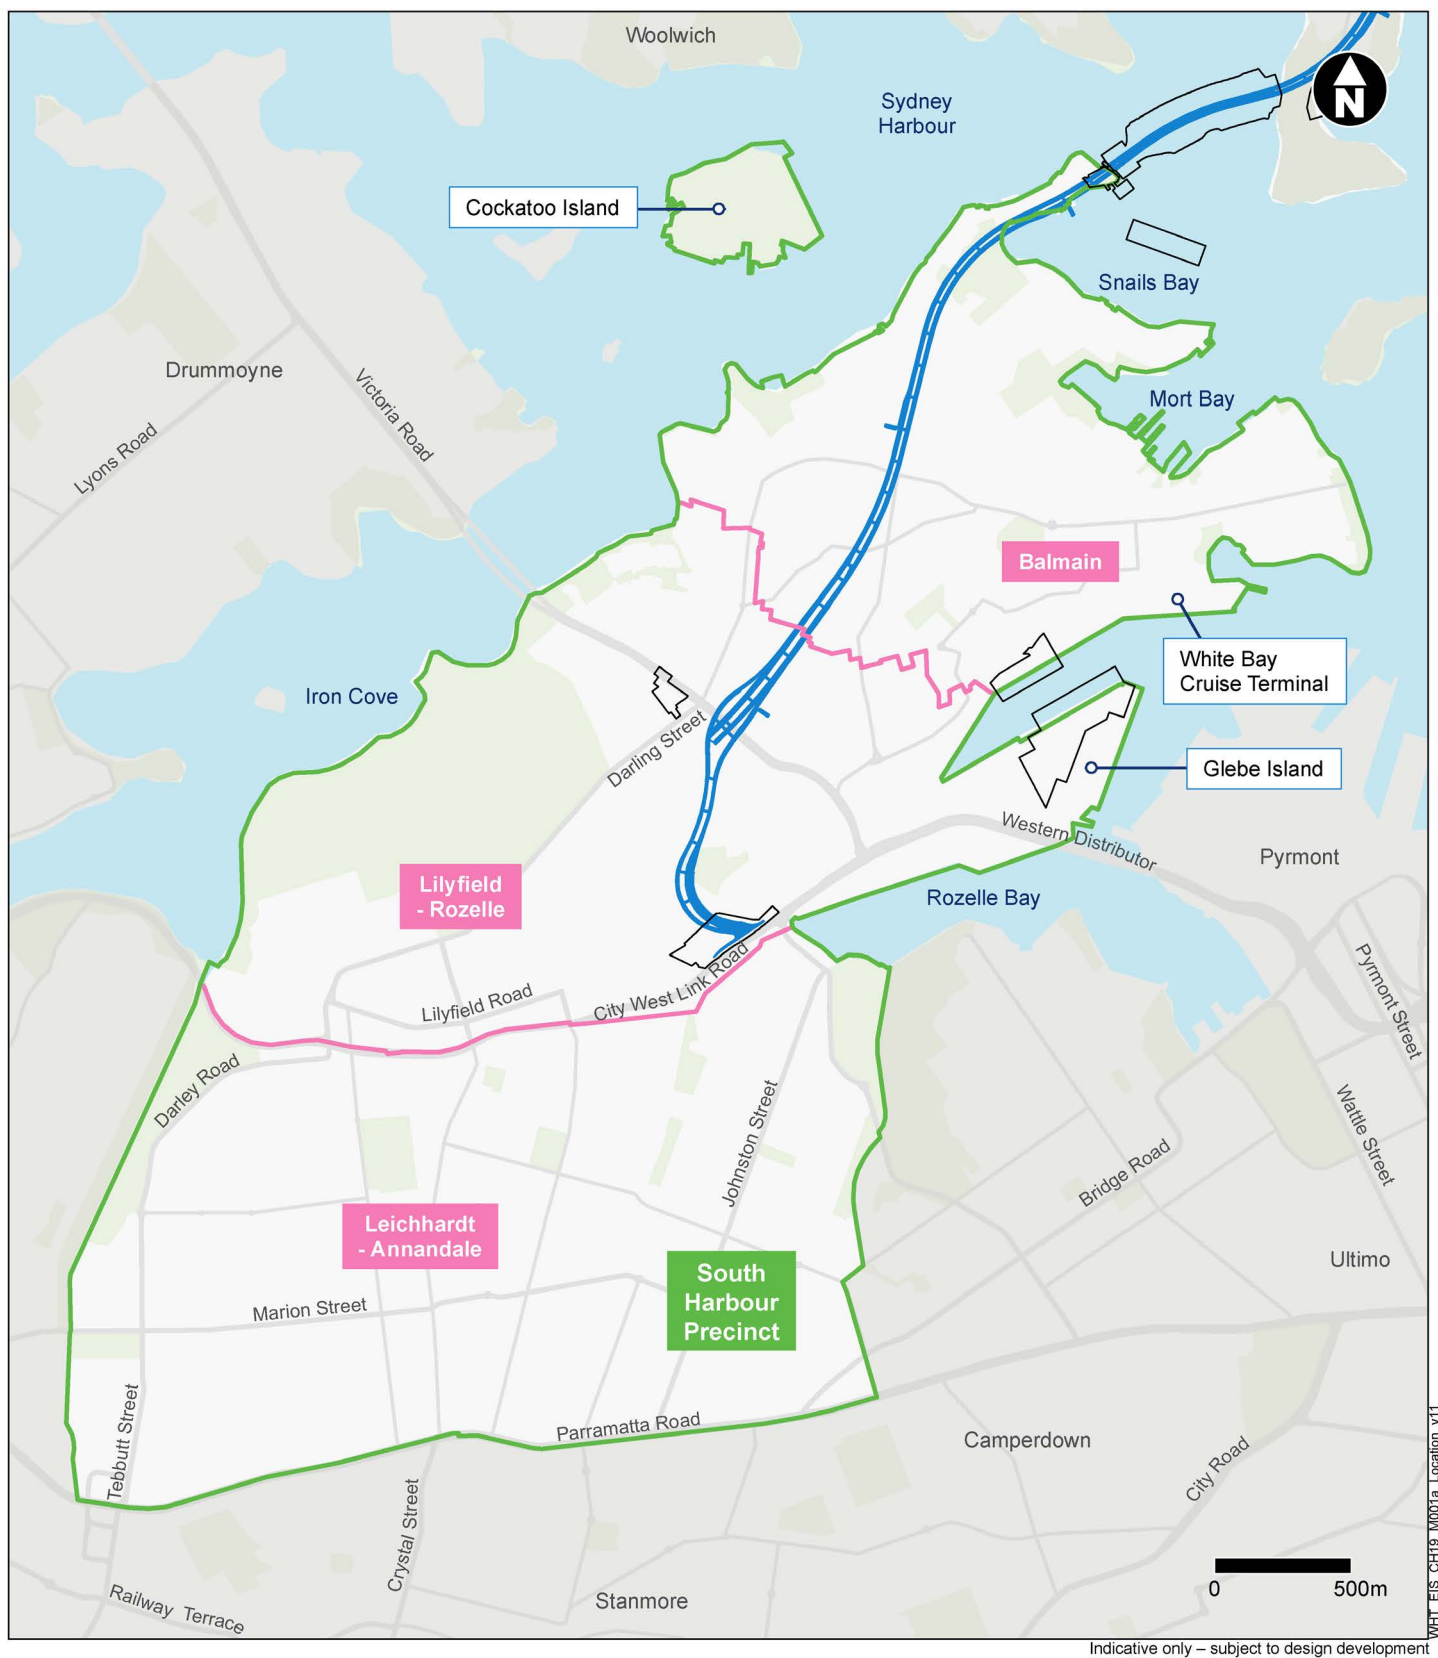 Woolwich
Sydney
Harbour
N
Cockatoo Island
Snails Bay
Drummoyne
Victoria Road
Mort Bay
Lyons Road
Balmain
White Bay
Cruise Terminal
Iron Cove
Darling Street
Glebe Island
Western Distributor
Pyrmont
Lilyfield
- Rozelle
Rozelle Bay
Pyrmont Street
City West Link Road
Lilyfield Road
Darley Road
Johnston Street
Wattle Street
Bridge Road
Leichhardt
- Annandale
South
Harbour
Precinct
Ultimo
Marion Street
Tebbutt Street
Parramatta Road
Camperdown
City Road
Crystal Street
Stanmore
Railway Terrace
0
500m
WHT_EIS_CH19_M001a_Location_v11
Indicative only – subject to design development